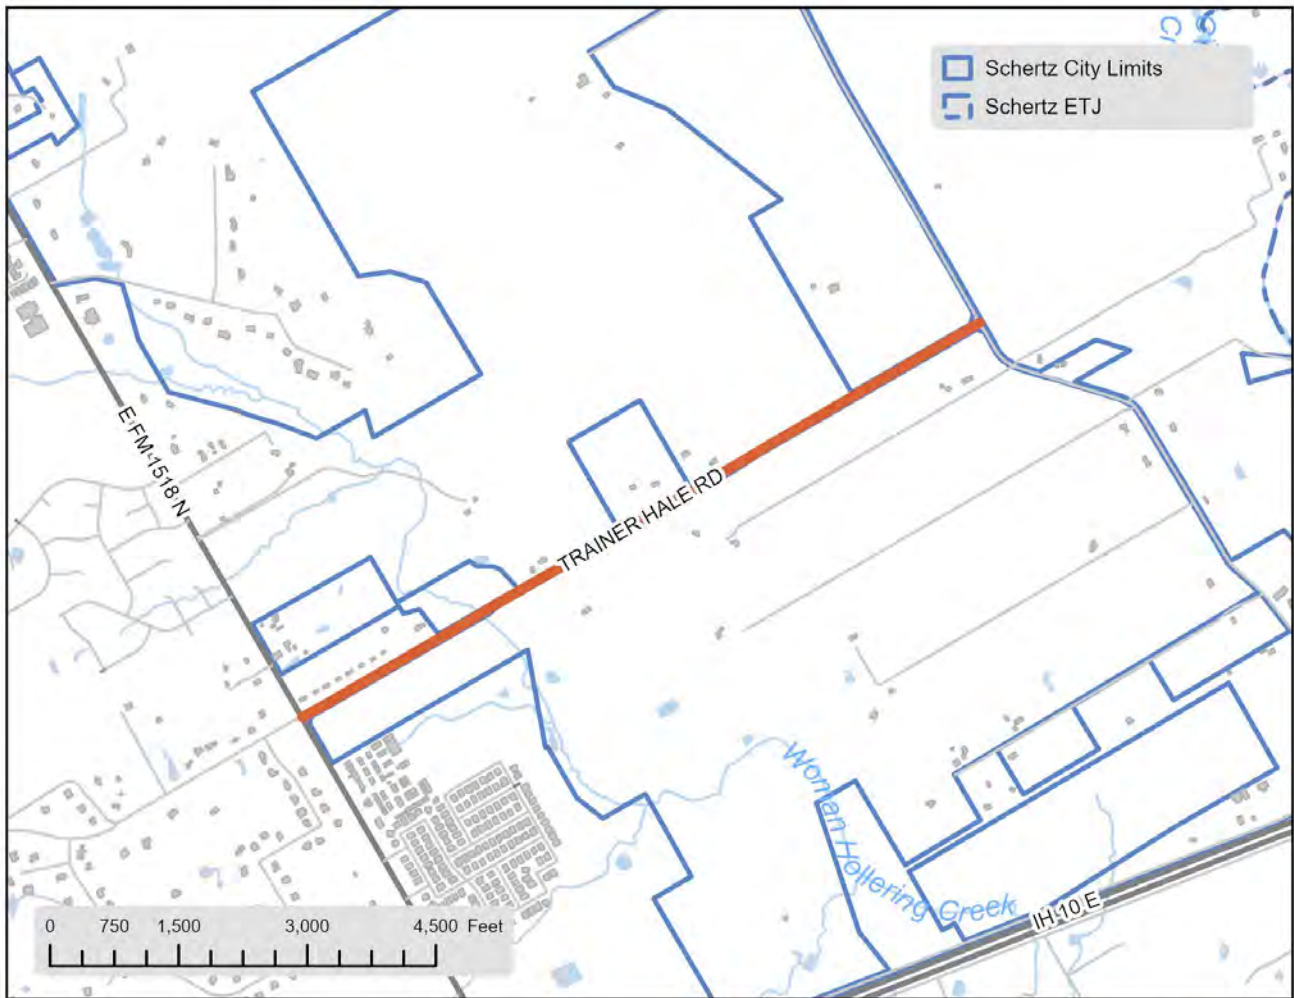 Schertz City Limits
Schertz ETJ
E FM 1518 N
TRAINER HALE RD
Woman Hollering Creek
IH 10 E
0 750 1,500 3,000 4,500 Feet